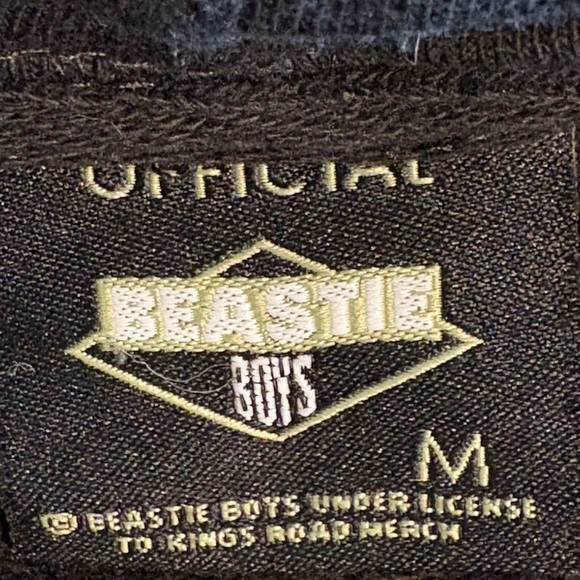 OFFICIAL
BEASTIE
BOYS
M
© BEASTIE BOYS UNDER LICENSE
TO KINGS ROAD MERCH